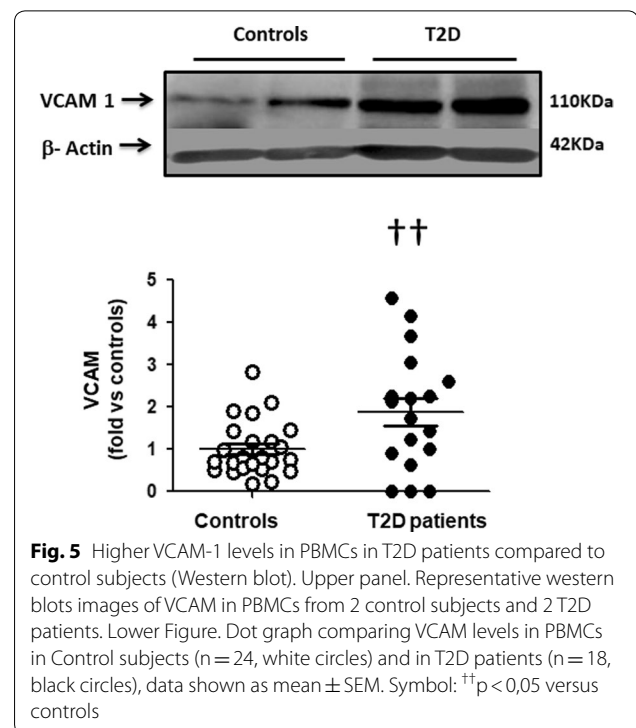 Controls T2D
VCAM 1 → 110KDa
β- Actin → 42KDa
††
5
4
3
2
1
0
VCAM
(fold vs controls)
Controls T2D patients
Fig. 5 Higher VCAM-1 levels in PBMCs in T2D patients compared to
control subjects (Western blot). Upper panel. Representative western
blots images of VCAM in PBMCs from 2 control subjects and 2 T2D
patients. Lower Figure. Dot graph comparing VCAM levels in PBMCs
in Control subjects (n = 24, white circles) and in T2D patients (n = 18,
black circles), data shown as mean ± SEM. Symbol: ††p < 0,05 versus
controls